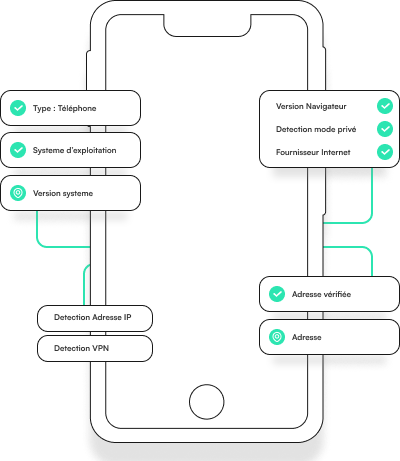 Type : Téléphone
Systeme d'exploitation
Version systeme
Version Navigateur
Detection mode privé
Fournisseur Internet
Detection Adresse IP
Detection VPN
Adresse vérifiée
Adresse